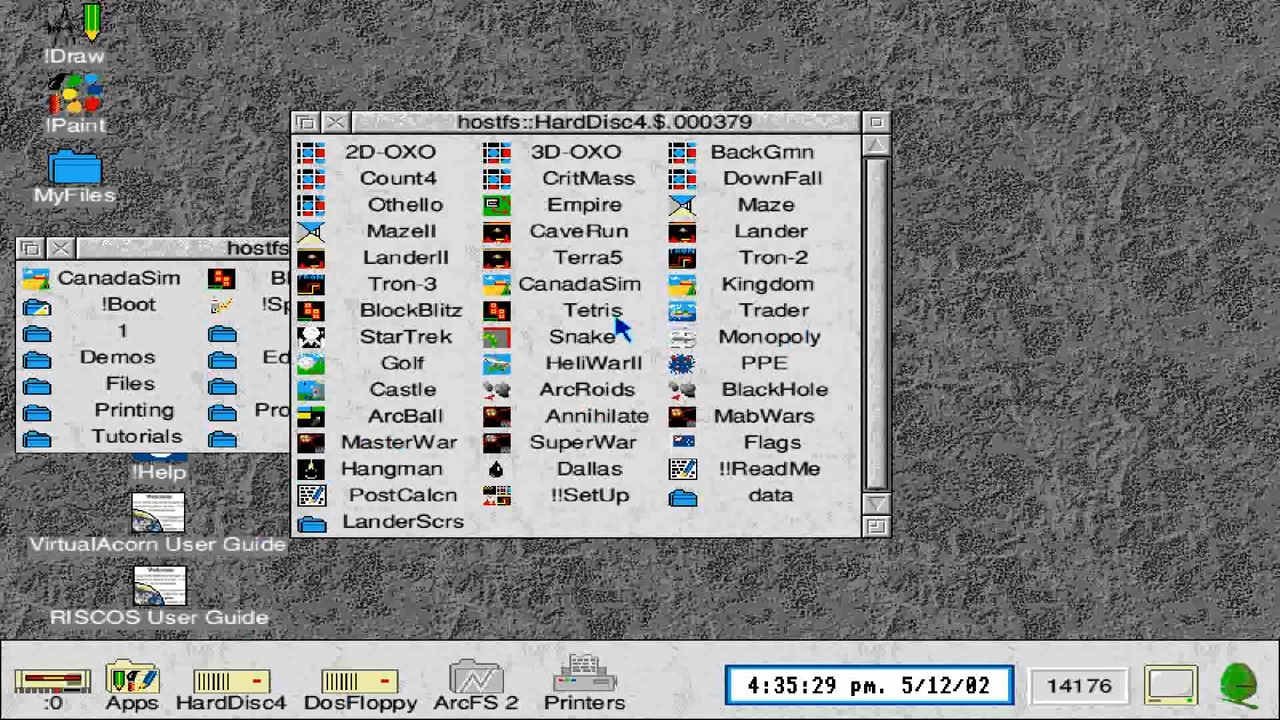 !Draw
!Paint
MyFiles
hostfs::HardDisc4.$.000379
2D-OXO 3D-OXO BackGmn
Count4 CritMass DownFall
Othello Empire Maze
MazeII CaveRun Lander
LanderII Terra5 Tron-2
Tron-3 CanadaSim Kingdom
BlockBlitz Tetris Trader
StarTrek Snake Monopoly
Golf HeliWarII PPE
Castle ArcRoids BlackHole
ArcBall Annihilate MabWars
MasterWar SuperWar Flags
Hangman Dallas !!ReadMe
PostCalcn !!SetUp data
LanderScrs
hostfs
CanadaSim Bl
!Boot !Sp
1
Demos Ed
Files
Printing Pro
Tutorials
!Help
VirtualAcorn User Guide
RISCOS User Guide
:0 Apps HardDisc4 DosFloppy ArcFS 2 Printers
4:35:29 pm. 5/12/02 14176